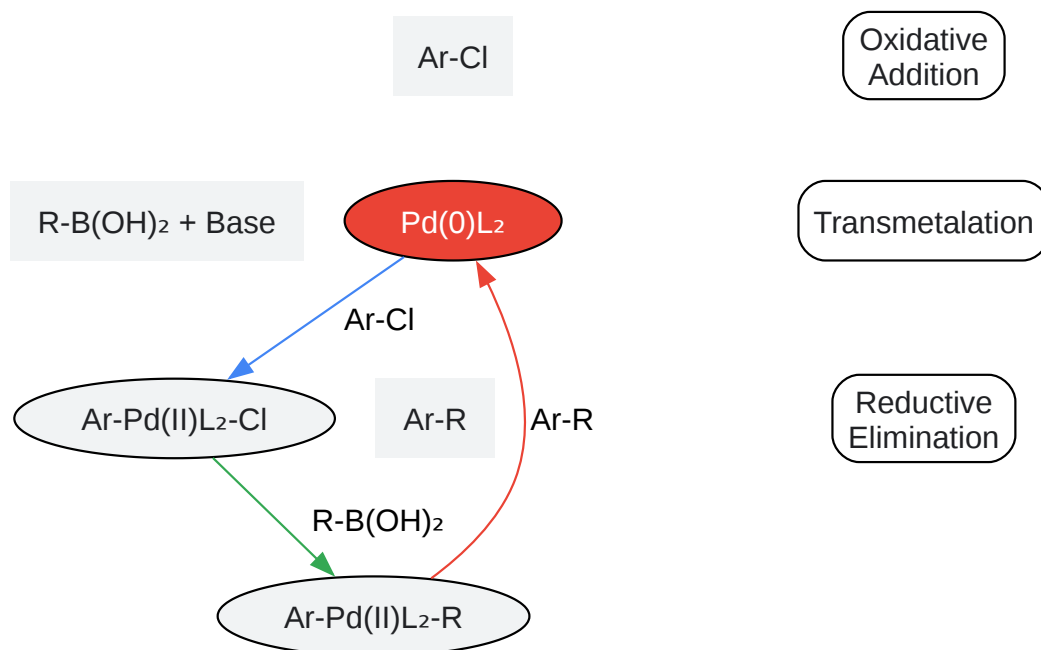 Ar-Cl
Oxidative
Addition
R-B(OH)₂ + Base
Pd(0)L₂
Transmetalation
Ar-Cl
Ar-Pd(II)L₂-Cl
Ar-R
Ar-R
Reductive
Elimination
R-B(OH)₂
Ar-Pd(II)L₂-R